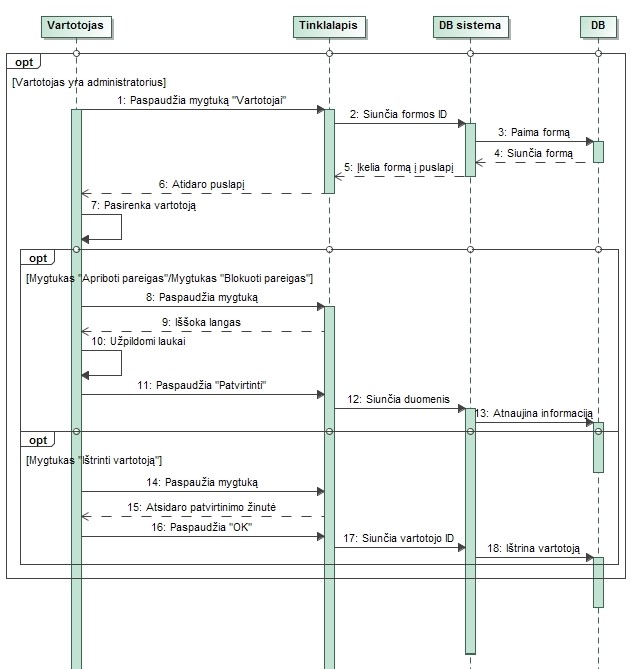 Vartotojas
Tinklalapis
DB sistema
DB
opt
[Vartotojas yra administratorius]
1: Paspaudžia mygtuką "Vartotojai"
2: Siunčia formos ID
3: Paima formą
4: Siunčia formą
5: Įkelia formą į puslapį
6: Atidaro puslapį
7: Pasirenka vartotoją
opt
[Mygtukas "Apriboti pareigas"/Mygtukas "Blokuoti pareigas"]
8: Paspaudžia mygtuką
9: Iššoka langas
10: Užpildomi laukai
11: Paspaudžia "Patvirtinti"
12: Siunčia duomenis
13: Atnaujina informaciją
opt
[Mygtukas "Ištrinti vartotoją"]
14: Paspaužia mygtuką
15: Atsidaro patvirtinimo žinutė
16: Paspaudžia "OK"
17: Siunčia vartotojo ID
18: Ištrina vartotoją